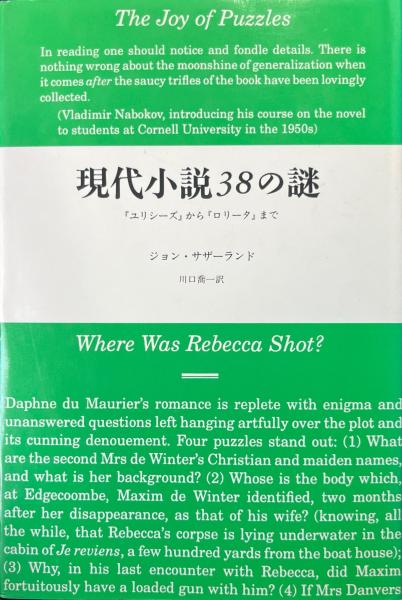 The Joy of Puzzles
In reading one should notice and fondle details. There is
nothing wrong about the moonshine of generalization when
it comes after the saucy trifles of the book have been lovingly
collected.
(Vladimir Nabokov, introducing his course on the novel
to students at Cornell University in the 1950s)
現代小説38の謎
『ユリシーズ』から『ロリータ』まで
ジョン・サザーランド
川口喬一訳
Where Was Rebecca Shot?
Daphne du Maurier's romance is replete with enigma and
unanswered questions left hanging artfully over the plot and
its cunning denouement. Four puzzles stand out: (1) What
are the second Mrs de Winter's Christian and maiden names,
and what is her background? (2) Whose is the body which,
at Edgecoombe, Maxim de Winter identified, two months
after her disappearance, as that of his wife? (knowing, all
the while, that Rebecca's corpse is lying underwater in the
cabin of Je reviens, a few hundred yards from the boat house);
(3) Why, in his last encounter with Rebecca, did Maxim
fortuitously have a loaded gun with him? (4) If Mrs Danvers